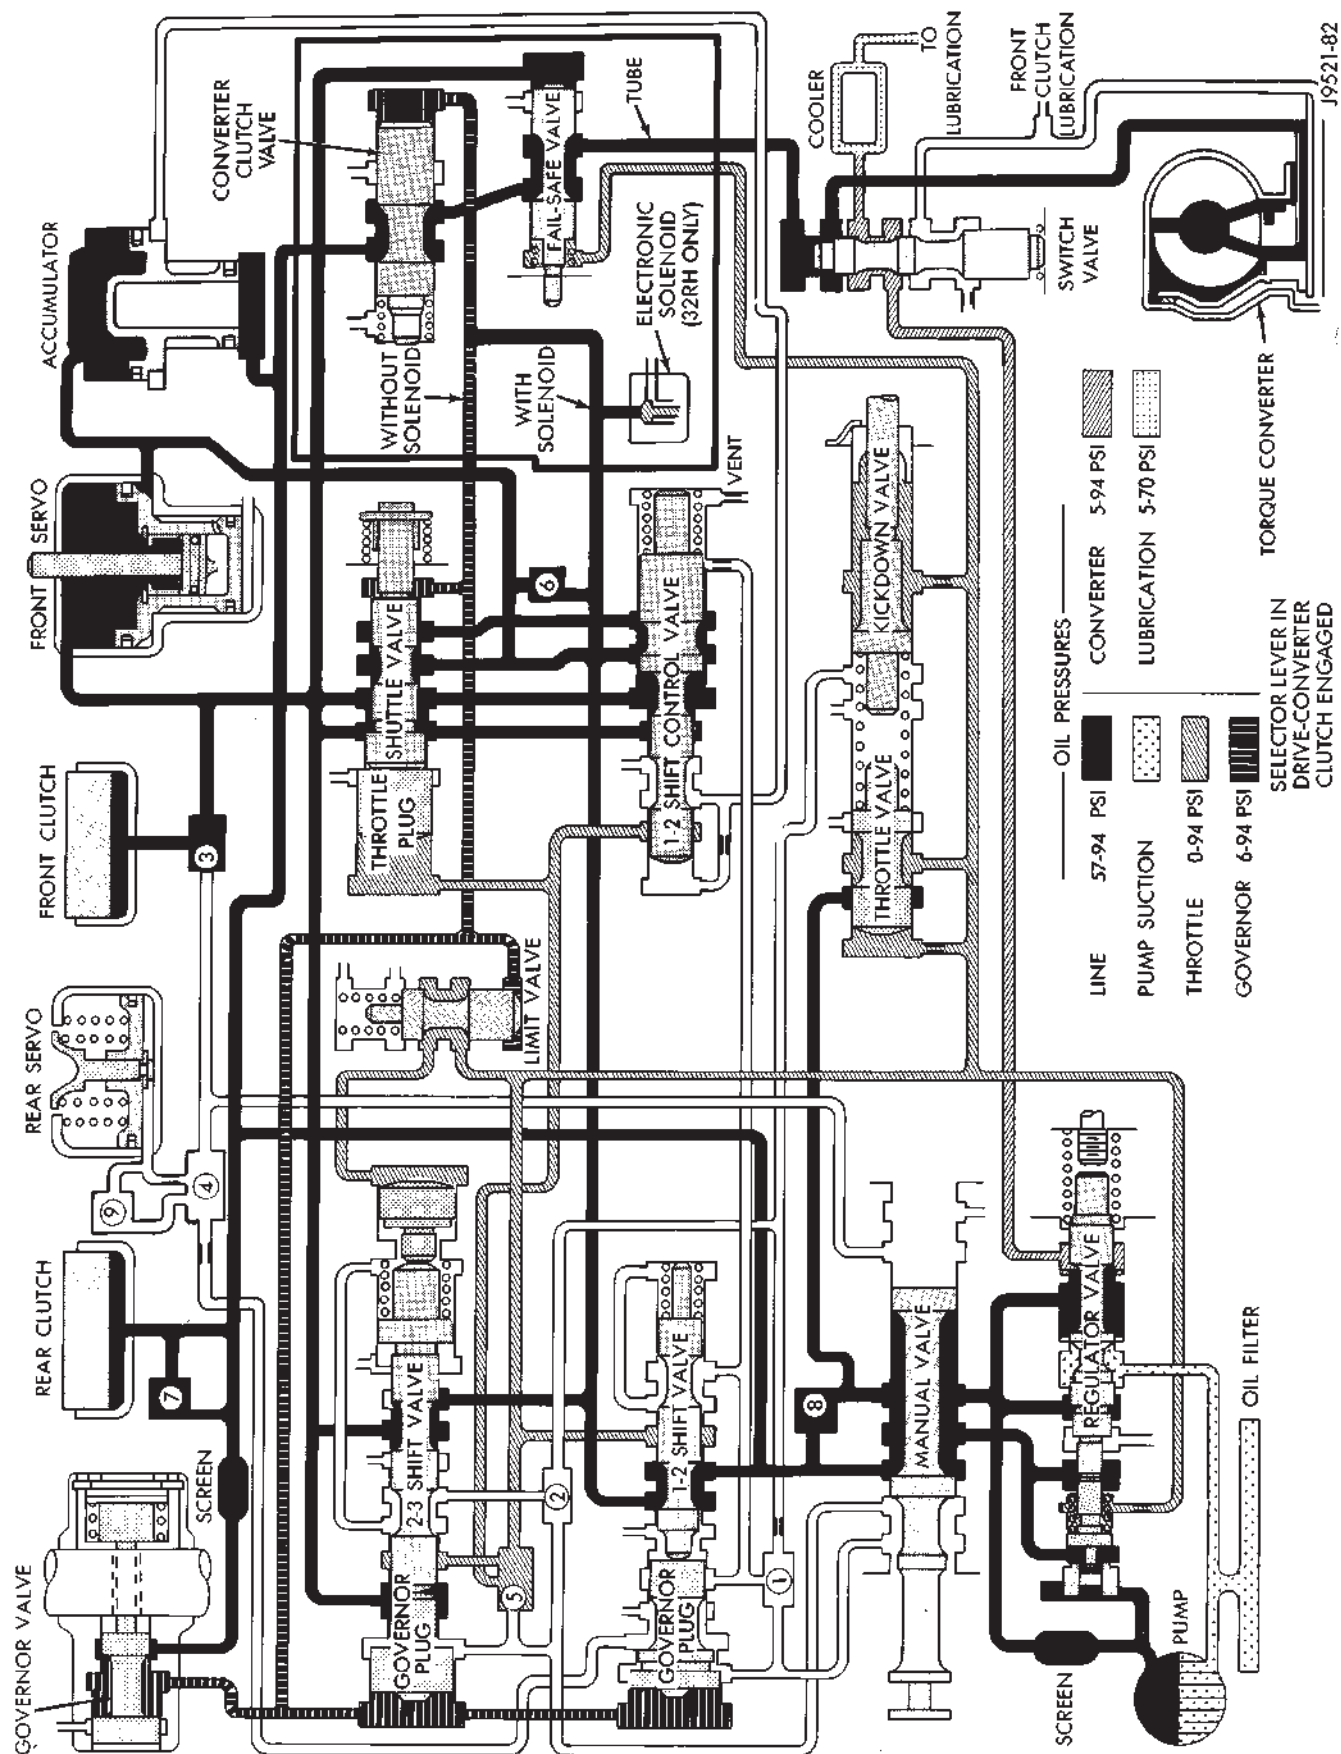 GOVERNOR VALVE
REAR CLUTCH
REAR SERVO
FRONT CLUTCH
FRONT SERVO
ACCUMULATOR
CONVERTER
CLUTCH
VALVE
SCREEN
7
9
4
3
GOVERNOR
PLUG
2-3 SHIFT VALVE
LIMIT VALVE
THROTTLE
PLUG
SHUTTLE VALVE
WITHOUT
SOLENOID
FAIL-SAFE VALVE
TUBE
5
2
6
WITH
SOLENOID
ELECTRONIC
SOLENOID
(32RH ONLY)
GOVERNOR
PLUG
1-2 SHIFT VALVE
1-2 SHIFT CONTROL VALVE
VENT
1
8
COOLER
TO
LUBRICATION
FRONT
CLUTCH
LUBRICATION
MANUAL VALVE
THROTTLE VALVE
KICKDOWN VALVE
SWITCH
VALVE
SCREEN
PUMP
REGULATOR VALVE
OIL FILTER
OIL PRESSURES
LINE 57-94 PSI
CONVERTER 5-94 PSI
PUMP SUCTION
LUBRICATION 5-70 PSI
THROTTLE 0-94 PSI
GOVERNOR 6-94 PSI
TORQUE CONVERTER
SELECTOR LEVER IN
DRIVE-CONVERTER
CLUTCH ENGAGED
J9521-82